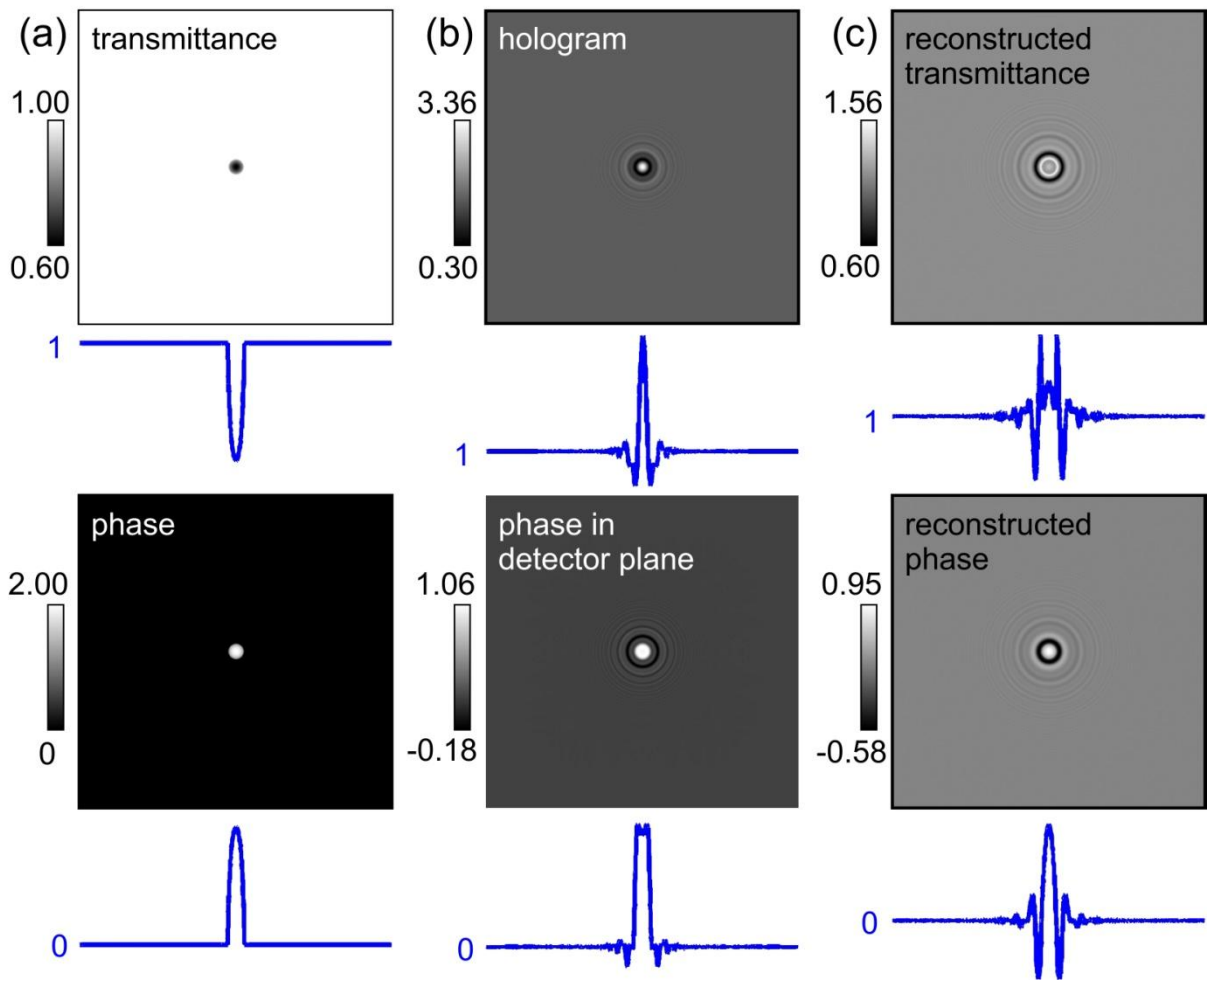 (a)
transmittance
1.00
0.60
1
(b)
hologram
3.36
0.30
1
(c)
reconstructed
transmittance
1.56
0.60
1
phase
2.00
0
0
phase in
detector plane
1.06
-0.18
0
reconstructed
phase
0.95
-0.58
0